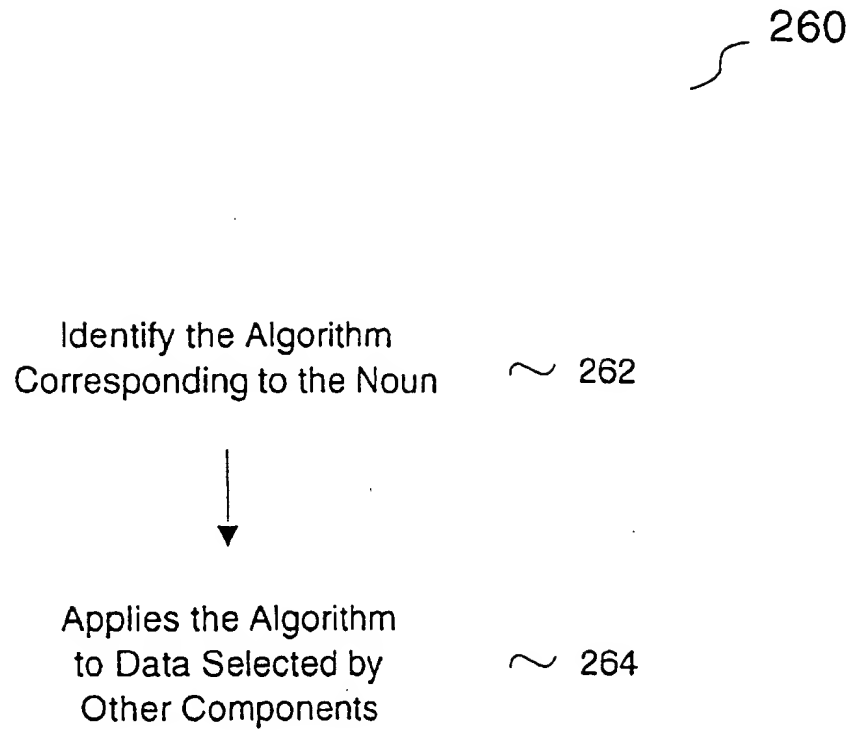 260
Identify the Algorithm
Corresponding to the Noun
262
Applies the Algorithm
to Data Selected by
Other Components
264